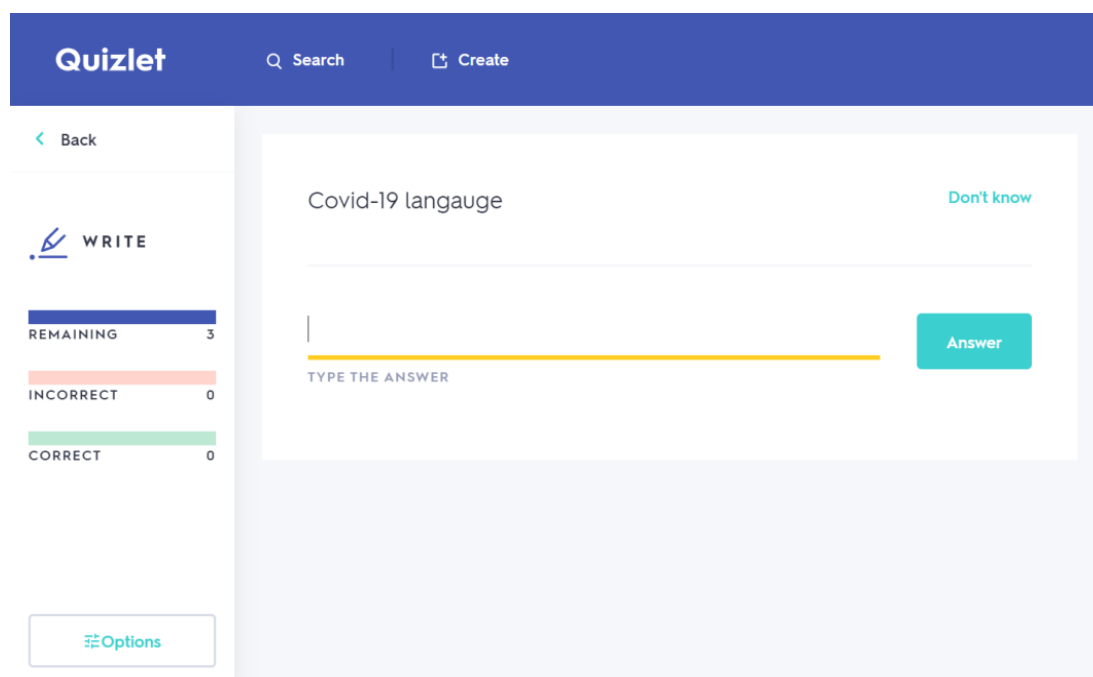 Quizlet
Search
Create
Back
Covid-19 langauge
Don't know
WRITE
REMAINING 3
Answer
TYPE THE ANSWER
INCORRECT 0
CORRECT 0
Options